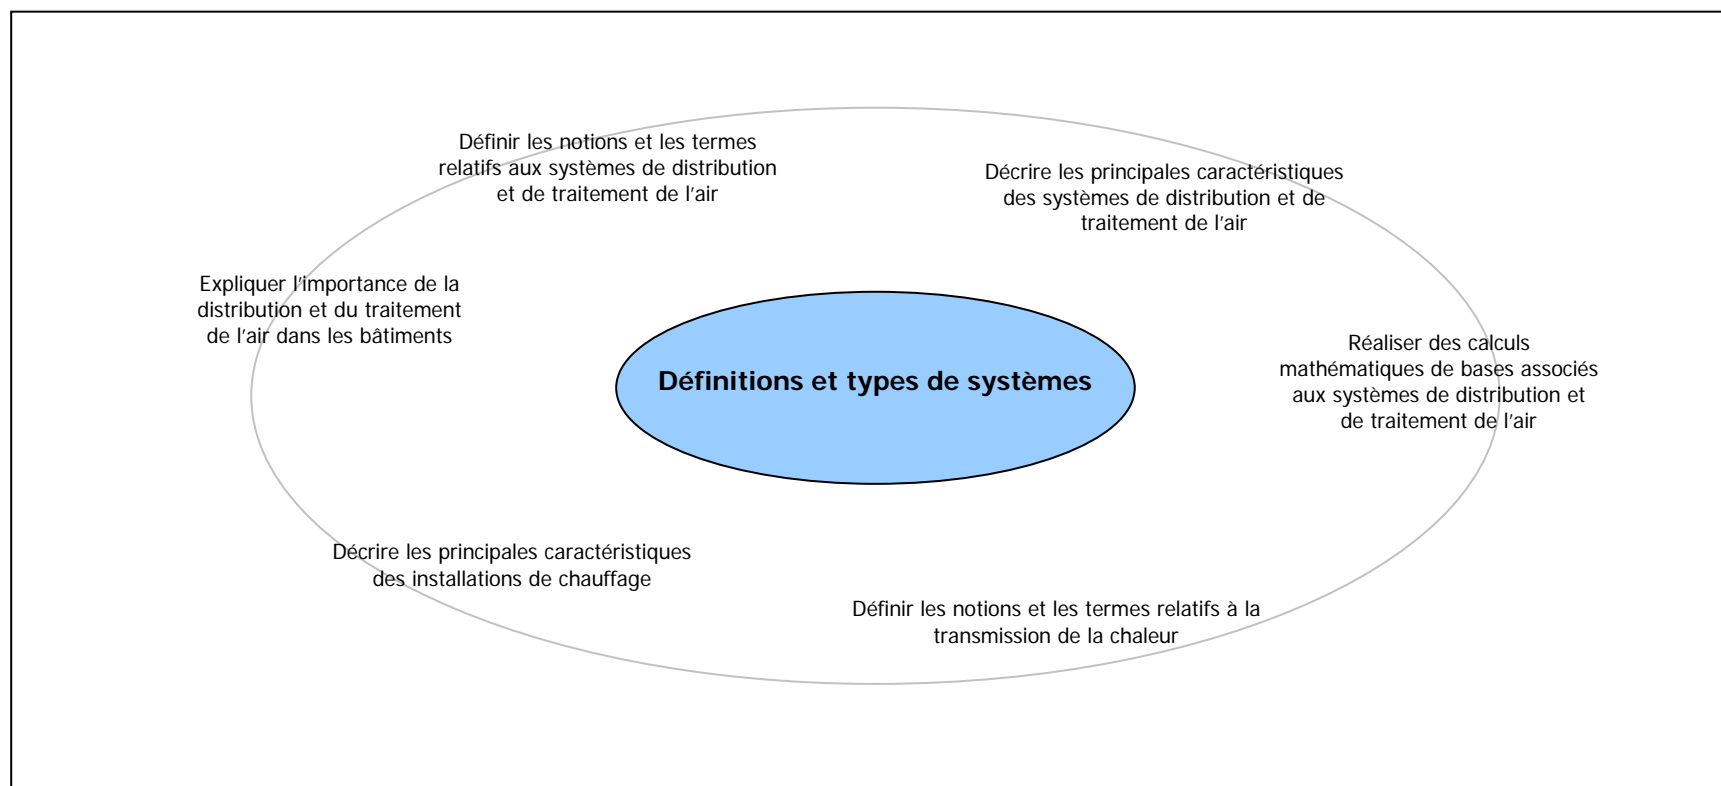 Définir les notions et les termes
relatifs aux systèmes de distribution
et de traitement de l'air
Décrire les principales caractéristiques
des systèmes de distribution et de
traitement de l'air
Expliquer l'importance de la
distribution et du traitement
de l'air dans les bâtiments
Définitions et types de systèmes
Réaliser des calculs
mathématiques de bases associés
aux systèmes de distribution et
de traitement de l'air
Décrire les principales caractéristiques
des installations de chauffage
Définir les notions et les termes relatifs à la
transmission de la chaleur